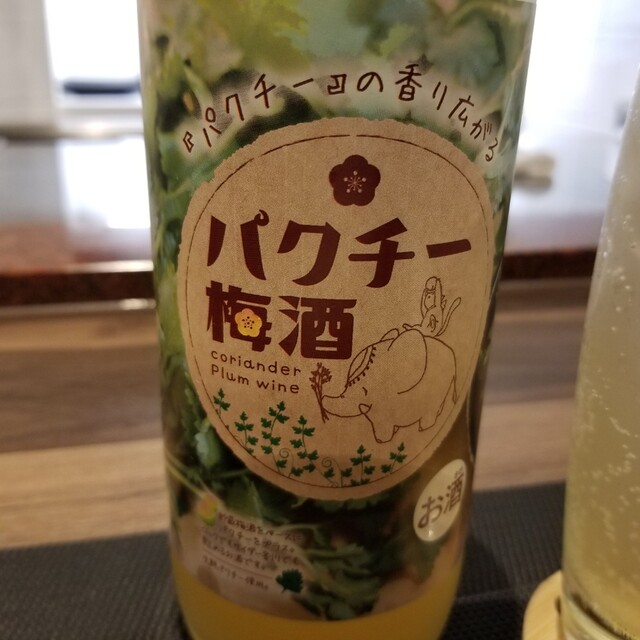 『パクチー』の香り広がる
パクチー
梅酒
coriander
Plum wine
お酒